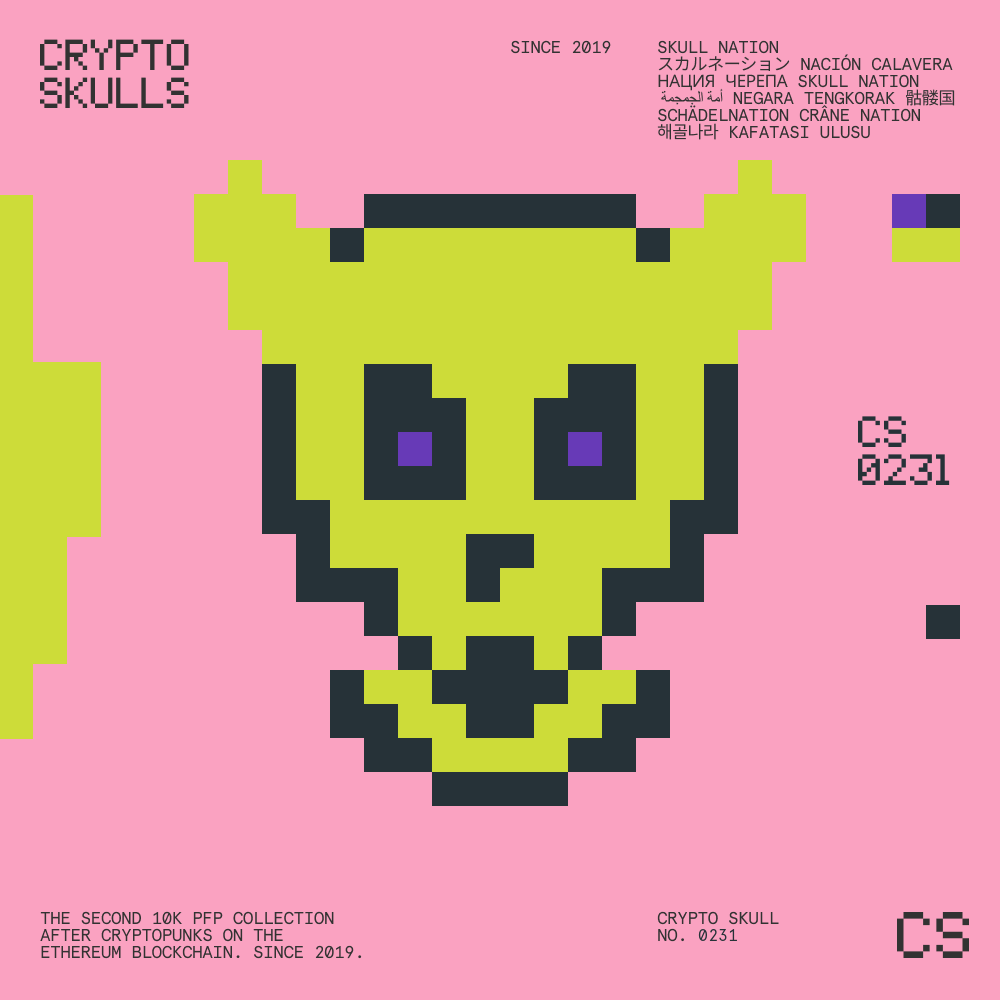 CRYPTO
SKULLS
SINCE 2019
SKULL NATION
スカルネーション NACIÓN CALAVERA
НАЦИЯ ЧЕРЕПА SKULL NATION
أمة الجمجمة NEGARA TENGKORAK 骷髅国
SCHÄDELNATION CRÂNE NATION
해골나라 KAFATASI ULUSU
CS
0231
THE SECOND 10K PFP COLLECTION
AFTER CRYPTOPUNKS ON THE
ETHEREUM BLOCKCHAIN. SINCE 2019.
CRYPTO SKULL
NO. 0231
CS